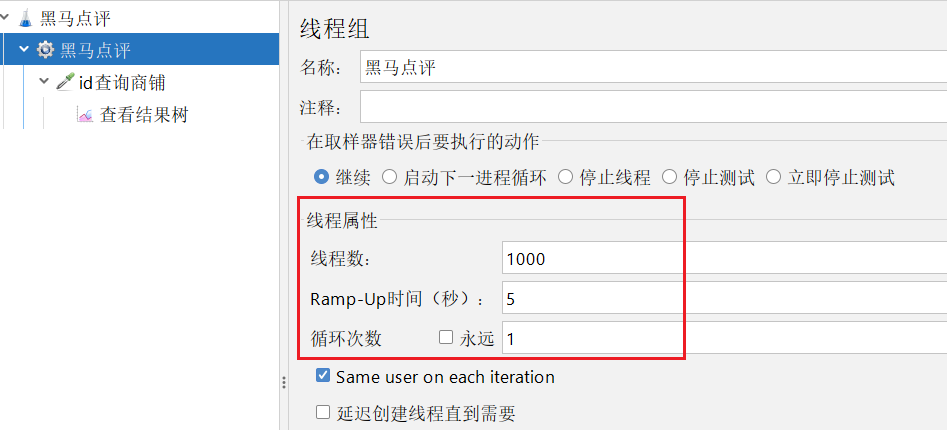 黑马点评
黑马点评
id查询商铺
查看结果树
线程组
名称： 黑马点评
注释：
在取样器错误后要执行的动作
继续 启动下一进程循环 停止线程 停止测试 立即停止测试
线程属性
线程数： 1000
Ramp-Up时间（秒）： 5
循环次数 永远 1
Same user on each iteration
延迟创建线程直到需要